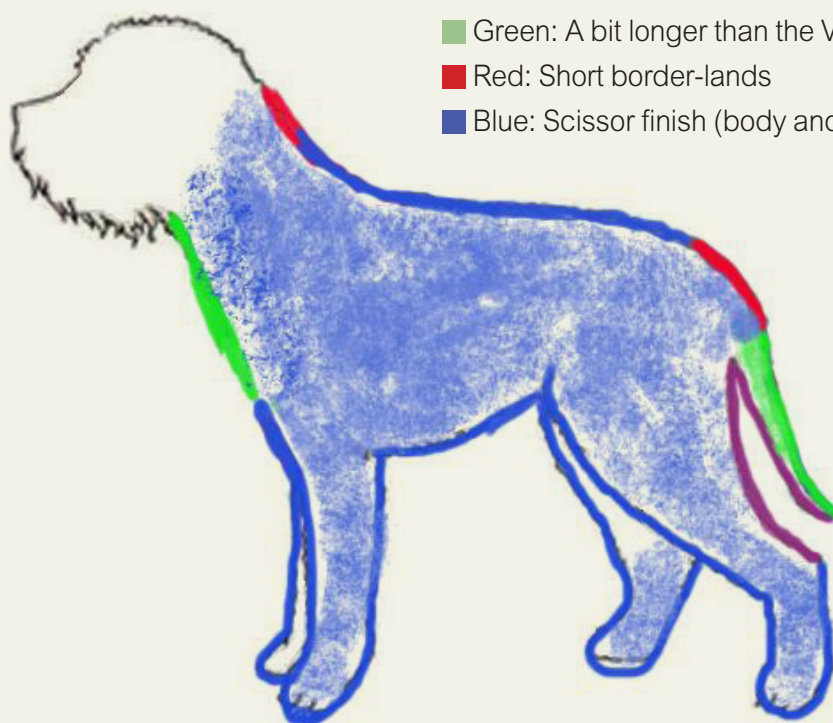 Green: A bit longer than the V
Red: Short border-lands
Blue: Scissor finish (body and